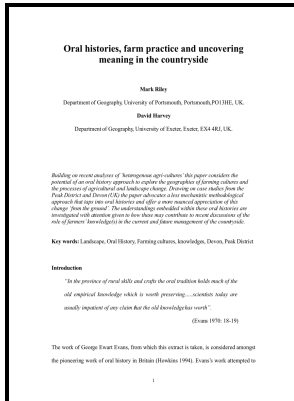 Oral histories, farm practice and uncovering
meaning in the countryside
Mark Riley
Department of Geography, University of Portsmouth, Portsmouth,PO13HE, UK.
David Harvey
Department of Geography, University of Exeter, Exeter, EX4 4RJ, UK.
Building on recent analyses of 'heterogenous agri-cultures' this paper considers the
potential of an oral history approach to explore the geographies of farming cultures and
the processes of agricultural and landscape change. Drawing on case studies from the
Peak District and Devon (UK) the paper advocates a less mechanistic methodological
approach that taps into oral histories and offer a more nuanced appreciation of this
change 'from the ground'. The understandings embedded within these oral histories are
investigated with attention given to how these may contribute to recent discussions of the
role of farmers' knowledge(s) in the current and future management of the countryside.
Key words: Landscape, Oral History, Farming cultures, knowledges, Devon, Peak District
Introduction
"In the province of rural skills and crafts the oral tradition holds much of the
old empirical knowledge which is worth preserving.....scientists today are
usually impatient of any claim that the old knowledge has worth".
(Evans 1970: 18-19)
The work of George Ewart Evans, from which this extract is taken, is considered amongst
the pioneering work of oral history in Britain (Howkins 1994). Evans's work attempted to
1